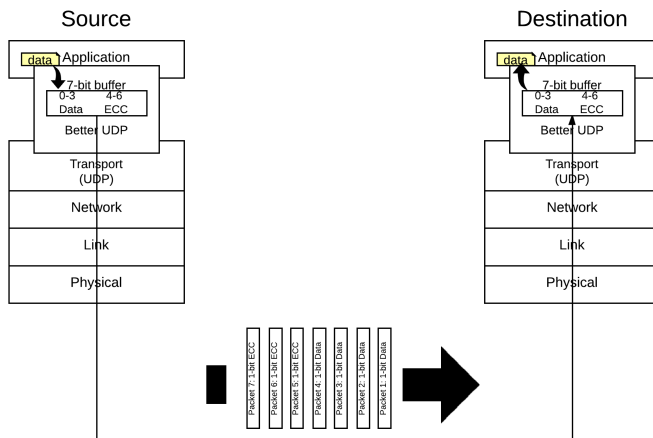 Source
data
Application
7-bit buffer
0-3
4-6
Data
ECC
Better UDP
Transport
(UDP)
Network
Link
Physical
Destination
data
Application
7-bit buffer
0-3
4-6
Data
ECC
Better UDP
Transport
(UDP)
Network
Link
Physical
Packet 7: 1-bit ECC
Packet 6: 1-bit ECC
Packet 5: 1-bit ECC
Packet 4: 1-bit Data
Packet 3: 1-bit Data
Packet 2: 1-bit Data
Packet 1: 1-bit Data